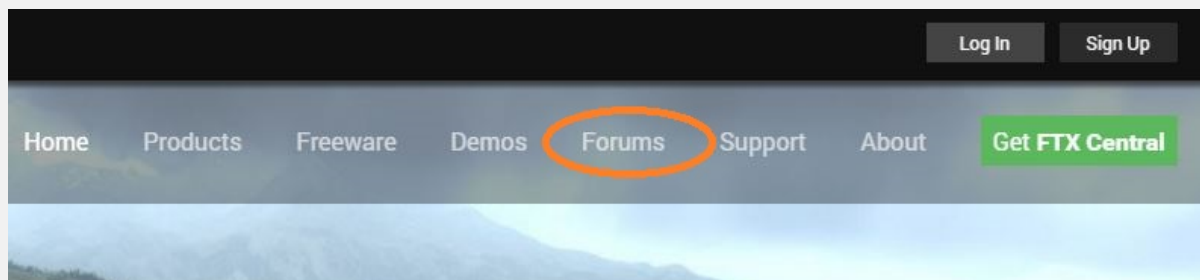 Log In Sign Up
Home Products Freeware Demos Forums Support About Get FTX Central